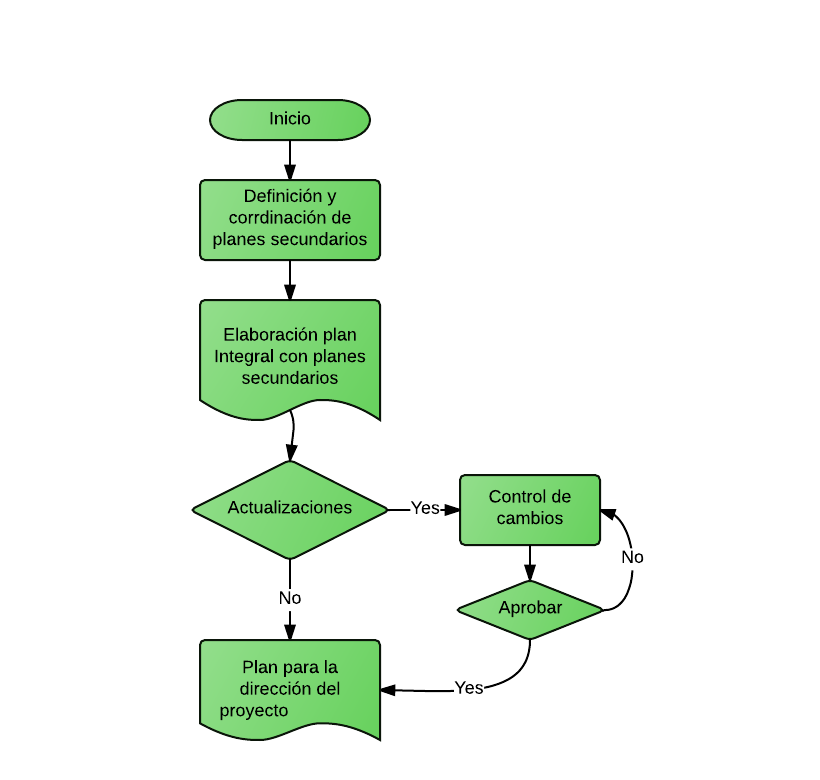 Inicio
Definición y
corrdinación de
planes secundarios
Elaboración plan
Integral con planes
secundarios
Actualizaciones
Yes
Control de
cambios
No
Aprobar
No
Plan para la
dirección del
proyecto
Yes